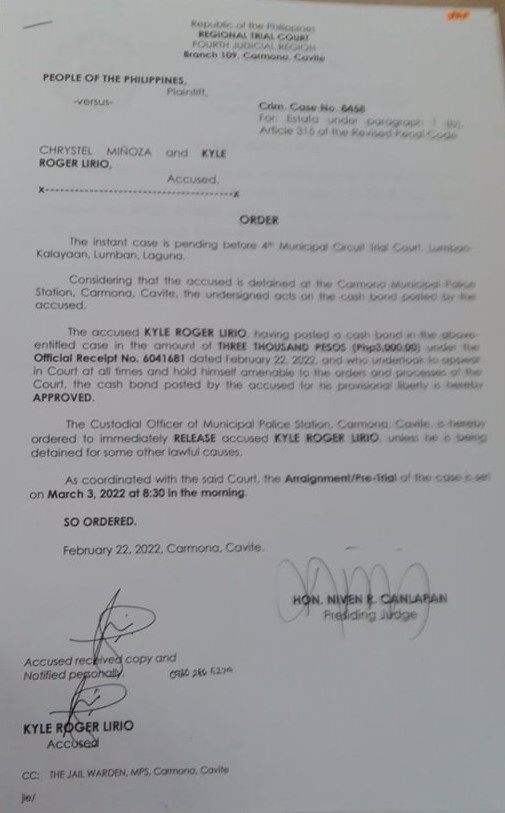 Republic of the Philippines
REGIONAL TRIAL COURT
FOURTH JUDICIAL REGION
Branch 109, Carmona, Cavite
PEOPLE OF THE PHILIPPINES,
Plaintiff,
-versus-
Crim. Case No. 6458
For: Estafa under paragraph 1 (b),
Article 315 of the Revised Penal Code
CHRYSTEL MIÑOZA and KYLE
ROGER LIRIO,
Accused.
x-----------------------------------x
ORDER
The instant case is pending before 4th Municipal Circuit Trial Court, Lumban-
Kalayaan, Lumban, Laguna.
Considering that the accused is detained at the Carmona Municipal Police
Station, Carmona, Cavite, the undersigned acts on the cash bond posted by the
accused.
The accused KYLE ROGER LIRIO, having posted a cash bond in the above-
entitled case in the amount of THREE THOUSAND PESOS (Php3,000.00) under the
Official Receipt No. 6041681 dated February 22, 2022, and who undertook to appear
in Court at all times and hold himself amenable to the orders and processes of the
Court, the cash bond posted by the accused for his provisional liberty is hereby
APPROVED.
The Custodial Officer of Municipal Police Station, Carmona, Cavite, is hereby
ordered to immediately RELEASE accused KYLE ROGER LIRIO, unless he is being
detained for some other lawful causes.
As coordinated with the said Court, the Arraignment/Pre-Trial of the case is set
on March 3, 2022 at 8:30 in the morning.
SO ORDERED.
February 22, 2022, Carmona, Cavite.
HON. NIVEN R. CANLAPAN
Presiding Judge
Accused received copy and
Notified personally.
KYLE ROGER LIRIO
Accused
CC: THE JAIL WARDEN, MPS, Carmona, Cavite
jle/